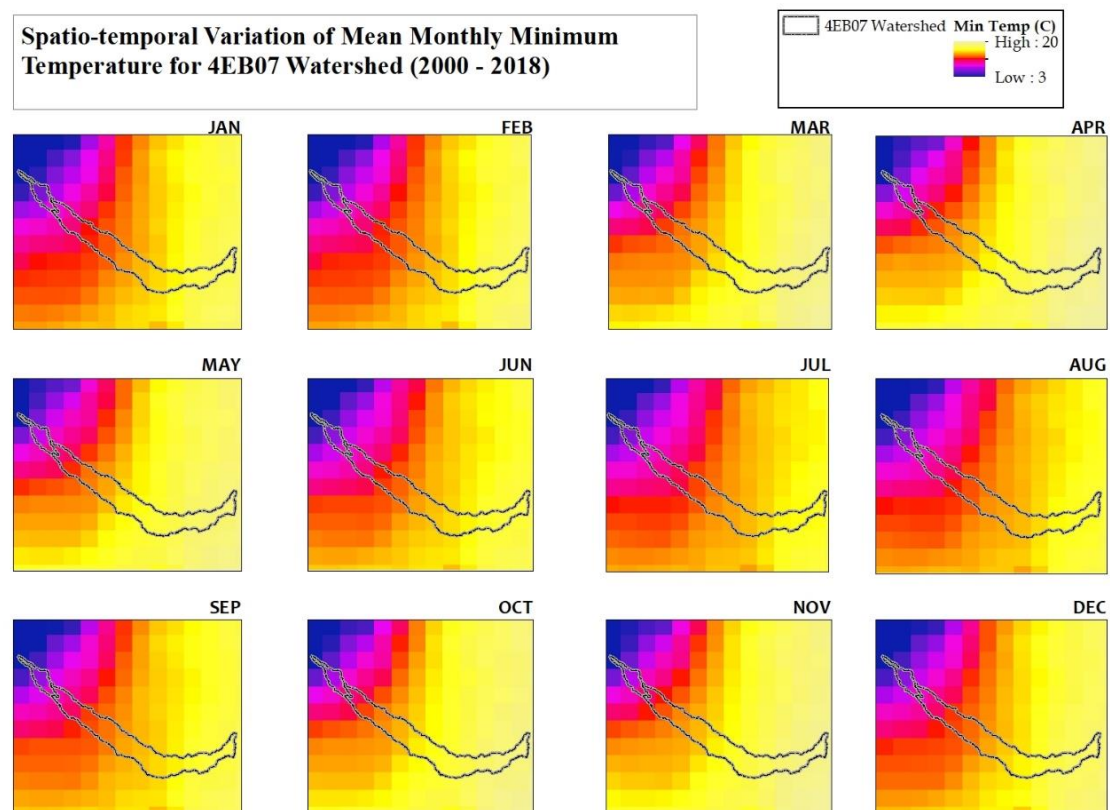 Spatio-temporal Variation of Mean Monthly Minimum
Temperature for 4EB07 Watershed (2000 - 2018)
4EB07 Watershed
Min Temp (C)
High : 20
Low : 3
JAN
FEB
MAR
APR
MAY
JUN
JUL
AUG
SEP
OCT
NOV
DEC